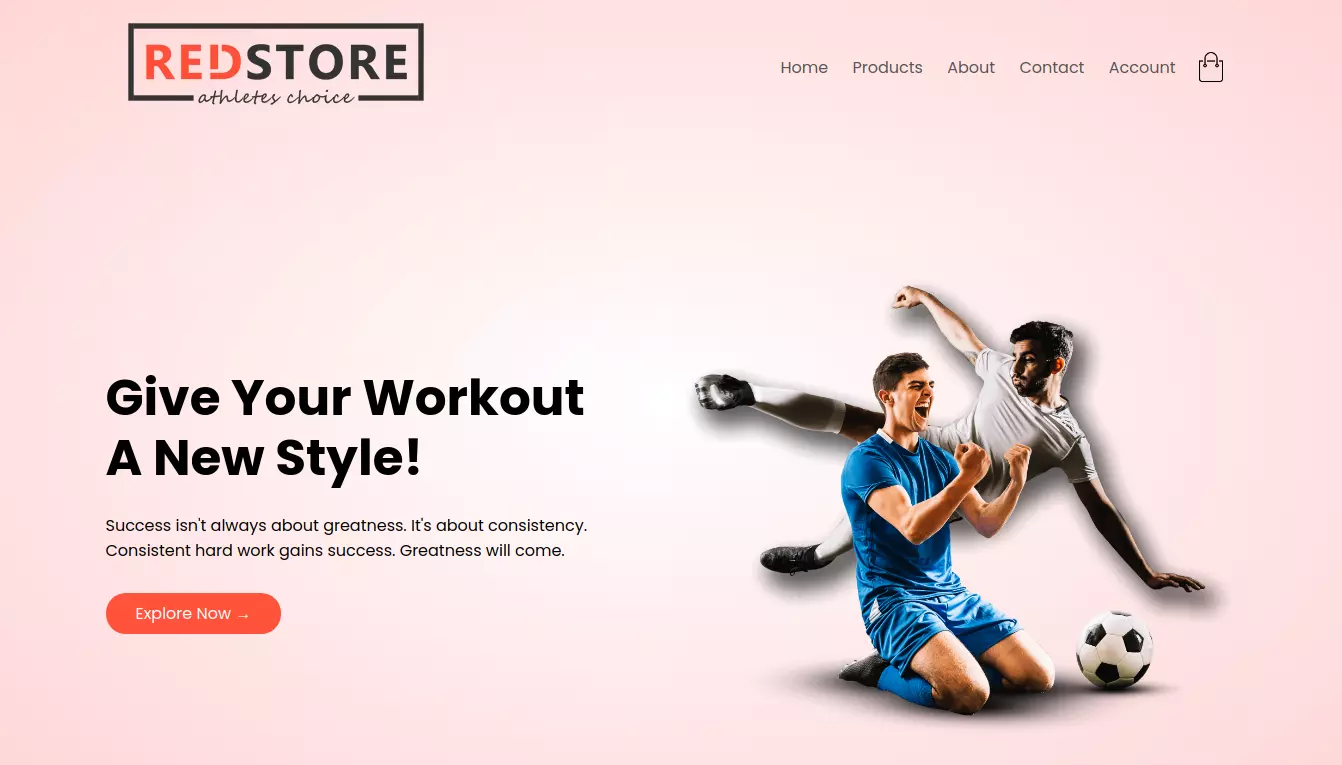 REDSTORE
athletes choice
Home Products About Contact Account
Give Your Workout
A New Style!
Success isn't always about greatness. It's about consistency.
Consistent hard work gains success. Greatness will come.
Explore Now →